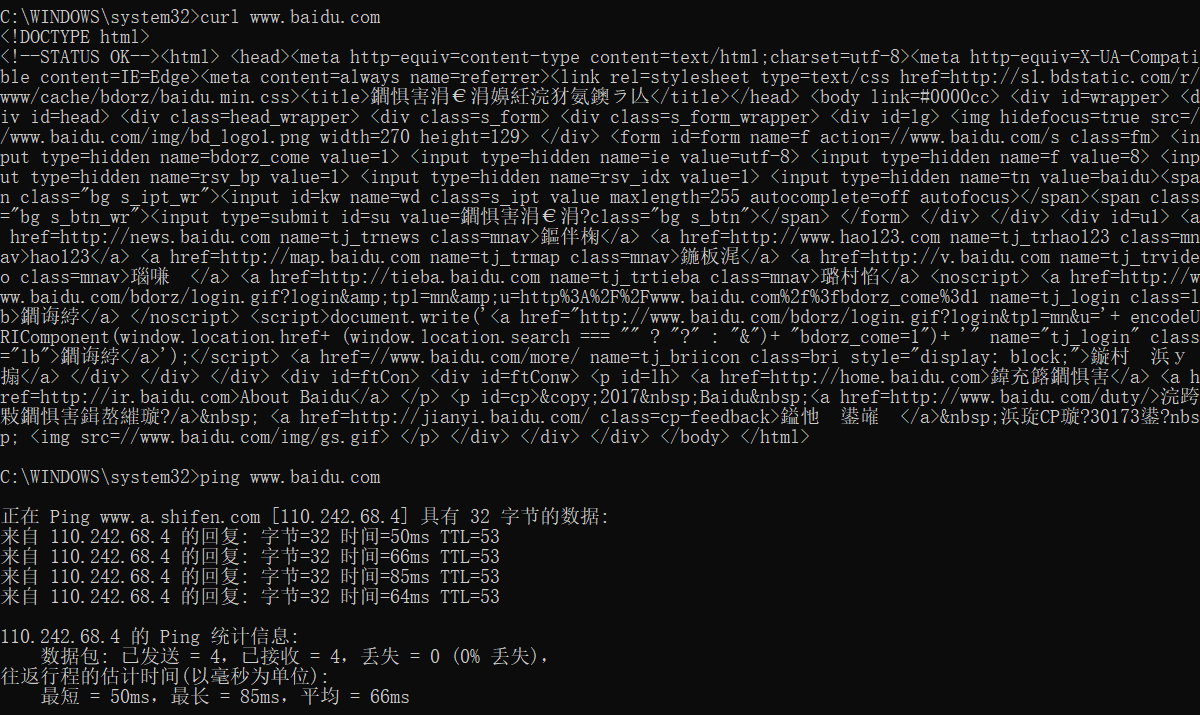 C:\WINDOWS\system32>curl www.baidu.com
<!DOCTYPE html>
<!--STATUS OK--><html> <head><meta http-equiv=content-type content=text/html;charset=utf-8><meta http-equiv=X-UA-Compati
ble content=IE=Edge><meta content=always name=referrer><link rel=stylesheet type=text/css href=http://s1.bdstatic.com/r/
www/cache/bdorz/baidu.min.css><title>鐧惧害涓€涓嬶紝浣犲氨鐭ラ亾</title></head> <body link=#0000cc> <div id=wrapper> <d
iv id=head> <div class=head_wrapper> <div class=s_form> <div class=s_form_wrapper> <div id=lg> <img hidefocus=true src=/
/www.baidu.com/img/bd_logo1.png width=270 height=129> </div> <form id=form name=f action=//www.baidu.com/s class=fm> <in
put type=hidden name=bdorz_come value=1> <input type=hidden name=ie value=utf-8> <input type=hidden name=f value=8> <inp
ut type=hidden name=rsv_bp value=1> <input type=hidden name=rsv_idx value=1> <input type=hidden name=tn value=baidu><spa
n class="bg s_ipt_wr"><input id=kw name=wd class=s_ipt value maxlength=255 autocomplete=off autofocus></span><span class
="bg s_btn_wr"><input type=submit id=su value=鐧惧害涓€涓?class="bg s_btn"></span> </form> </div> </div> <div id=u1> <a
 href=http://news.baidu.com name=tj_trnews class=mnav>鏂伴椈</a> <a href=http://www.hao123.com name=tj_trhao123 class=mn
av>hao123</a> <a href=http://map.baidu.com name=tj_trmap class=mnav>鍦板浘</a> <a href=http://v.baidu.com name=tj_trvide
o class=mnav>瑙嗛  </a> <a href=http://tieba.baidu.com name=tj_trtieba class=mnav>璐村惂</a> <noscript> <a href=http://w
ww.baidu.com/bdorz/login.gif?login&amp;tpl=mn&amp;u=http%3A%2F%2Fwww.baidu.com%2f%3fbdorz_come%3d1 name=tj_login class=l
b>鐧诲綍</a> </noscript> <script>document.write('<a href="http://www.baidu.com/bdorz/login.gif?login&tpl=mn&u='+ encodeU
RIComponent(window.location.href+ (window.location.search === "" ? "?" : "&")+ "bdorz_come=1")+ '" name="tj_login" class
="lb">鐧诲綍</a>');</script> <a href=//www.baidu.com/more/ name=tj_briicon class=bri style="display: block;">鏇村  浜у
搧</a> </div> </div> </div> <div id=ftCon> <div id=ftConw> <p id=lh> <a href=http://home.baidu.com>鍏充簬鐧惧害</a> <a h
ref=http://ir.baidu.com>About Baidu</a> </p> <p id=cp>&copy;2017&nbsp;Baidu&nbsp;<a href=http://www.baidu.com/duty/>浣跨
敤鐧惧害鍓嶅繀璇?/a>&nbsp; <a href=http://jianyi.baidu.com/ class=cp-feedback>鎰忚  鍙嶉  </a>&nbsp;浜琁CP璇?30173鍙?nbs
p; <img src=//www.baidu.com/img/gs.gif> </p> </div> </div> </div> </body> </html>
C:\WINDOWS\system32>ping www.baidu.com
正在 Ping www.a.shifen.com [110.242.68.4] 具有 32 字节的数据:
来自 110.242.68.4 的回复: 字节=32 时间=50ms TTL=53
来自 110.242.68.4 的回复: 字节=32 时间=66ms TTL=53
来自 110.242.68.4 的回复: 字节=32 时间=85ms TTL=53
来自 110.242.68.4 的回复: 字节=32 时间=64ms TTL=53
110.242.68.4 的 Ping 统计信息:
    数据包: 已发送 = 4，已接收 = 4，丢失 = 0 (0% 丢失)，
往返行程的估计时间(以毫秒为单位):
    最短 = 50ms，最长 = 85ms，平均 = 66ms